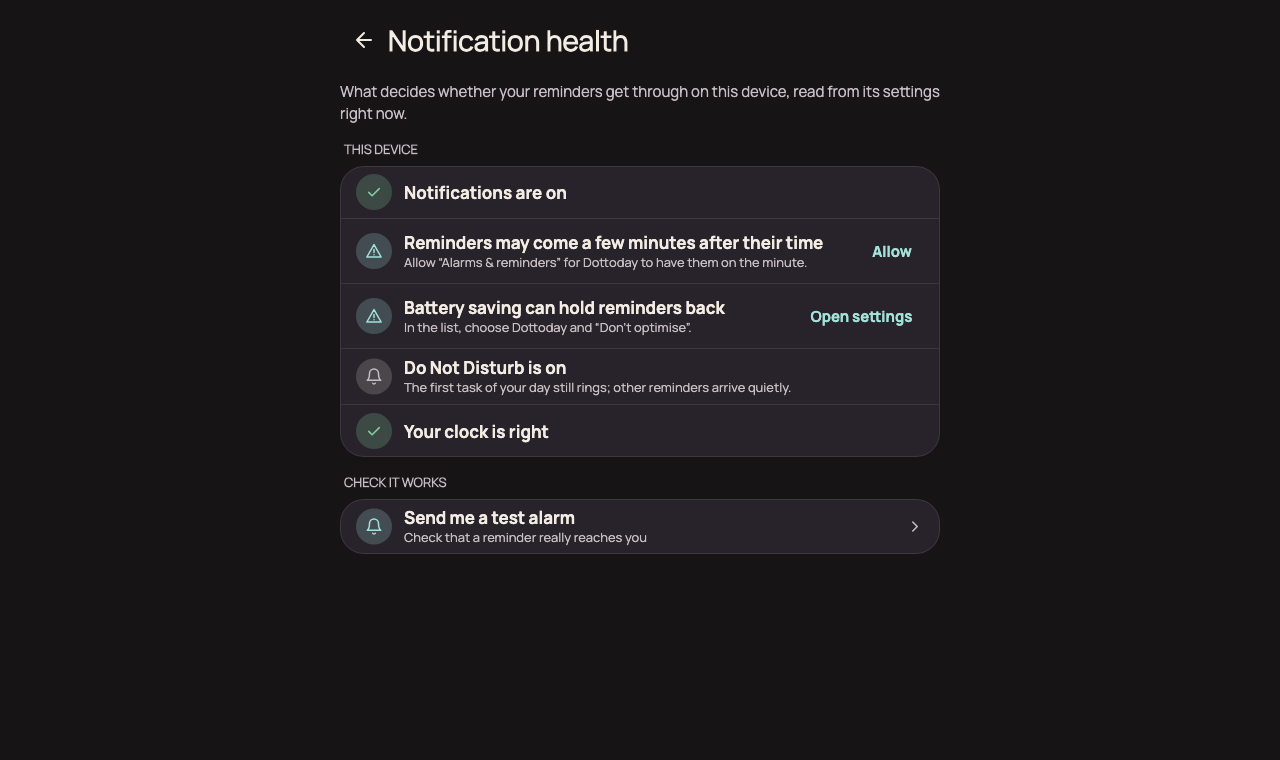 Notification health
What decides whether your reminders get through on this device, read from its settings
right now.
THIS DEVICE
Notifications are on
Reminders may come a few minutes after their time
Allow “Alarms & reminders” for Dottoday to have them on the minute.
Allow
Battery saving can hold reminders back
In the list, choose Dottoday and “Don’t optimise”.
Open settings
Do Not Disturb is on
The first task of your day still rings; other reminders arrive quietly.
Your clock is right
CHECK IT WORKS
Send me a test alarm
Check that a reminder really reaches you